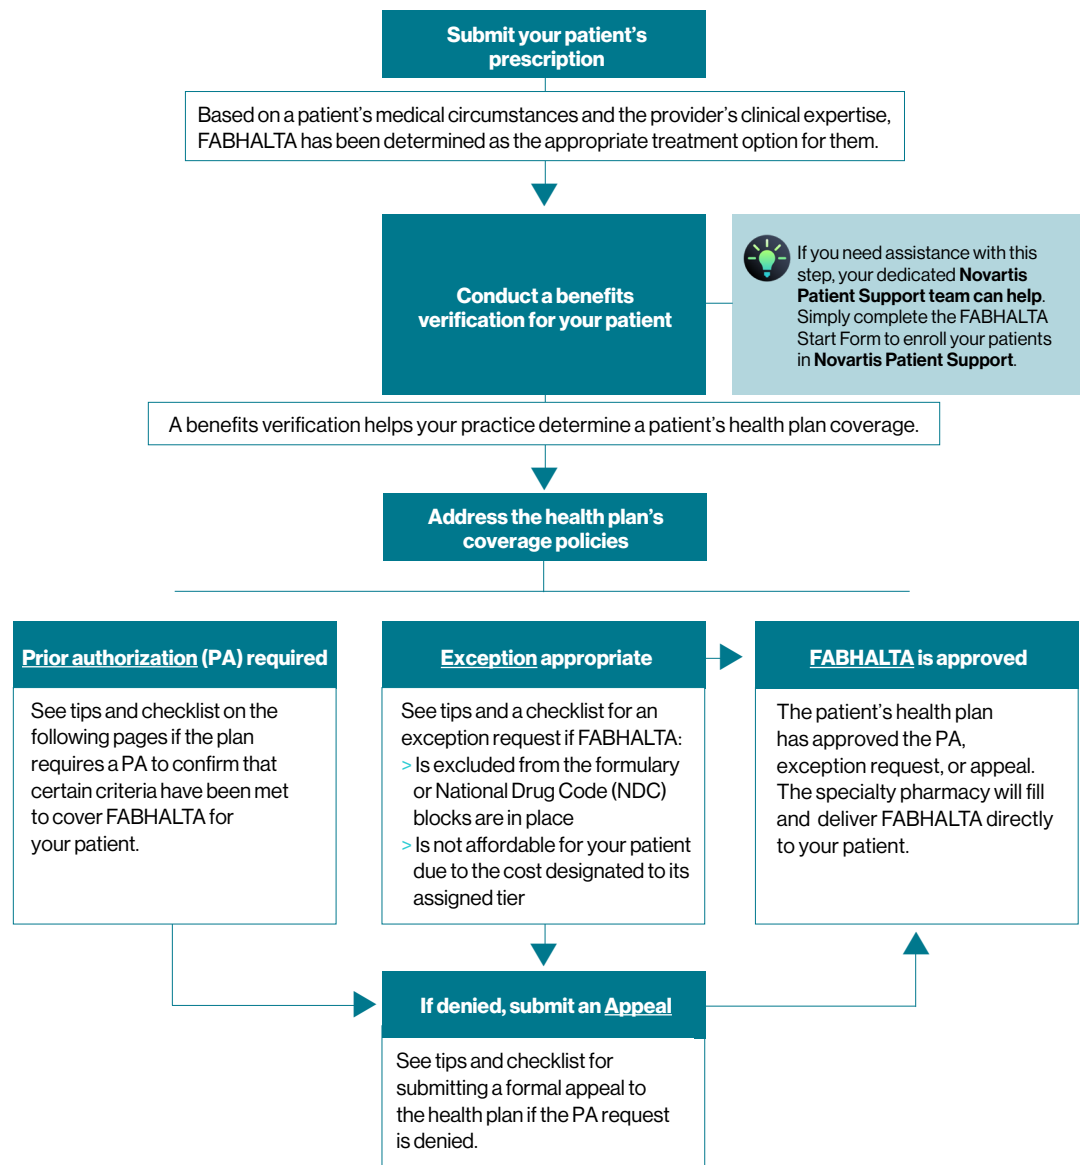 Submit your patient's
prescription
Based on a patient's medical circumstances and the provider's clinical expertise,
FABHALTA has been determined as the appropriate treatment option for them.
Conduct a benefits
verification for your patient
If you need assistance with this
step, your dedicated Novartis
Patient Support team can help.
Simply complete the FABHALTA
Start Form to enroll your patients
in Novartis Patient Support.
A benefits verification helps your practice determine a patient's health plan coverage.
Address the health plan's
coverage policies
Prior authorization (PA) required
See tips and checklist on the
following pages if the plan
requires a PA to confirm that
certain criteria have been met
to cover FABHALTA for
your patient.
Exception appropriate
See tips and a checklist for an
exception request if FABHALTA:
> Is excluded from the formulary
or National Drug Code (NDC)
blocks are in place
> Is not affordable for your patient
due to the cost designated to its
assigned tier
FABHALTA is approved
The patient's health plan
has approved the PA,
exception request, or appeal.
The specialty pharmacy will fill
and deliver FABHALTA directly
to your patient.
If denied, submit an Appeal
See tips and checklist for
submitting a formal appeal to
the health plan if the PA request
is denied.